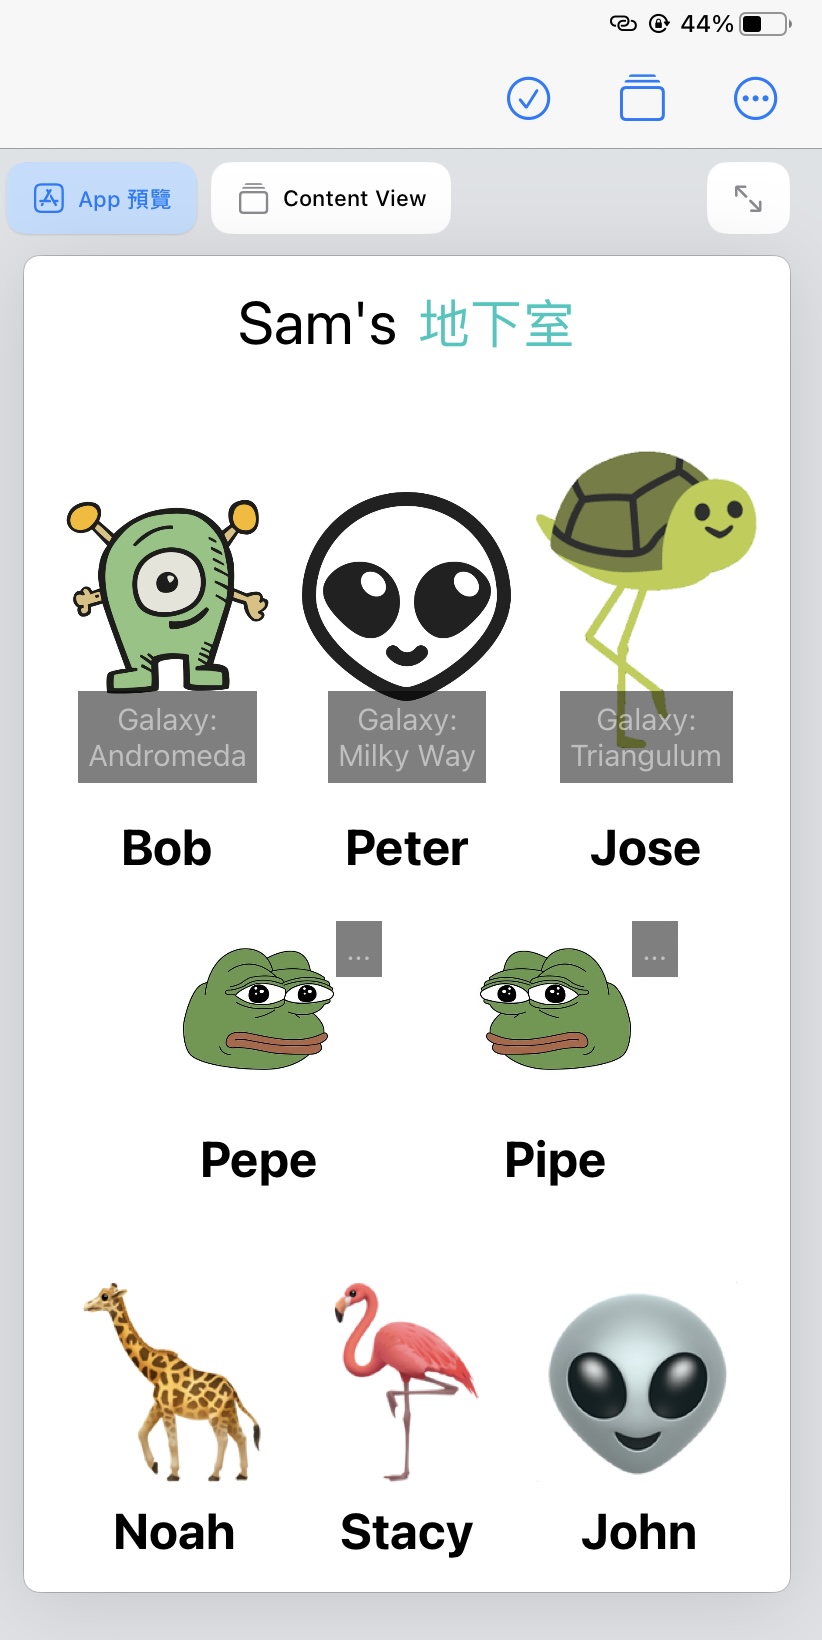 44%
App 預覽
Content View
Sam's 地下室
Galaxy:
Andromeda
Galaxy:
Milky Way
Galaxy:
Triangulum
Bob
Peter
Jose
...
...
Pepe
Pipe
Noah
Stacy
John